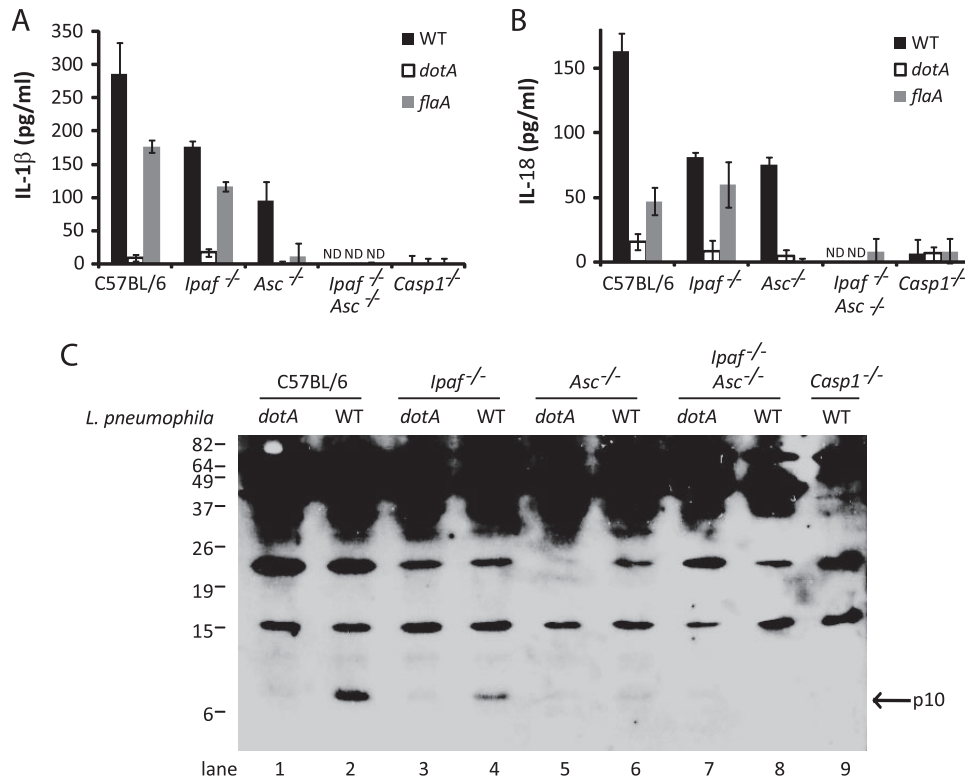 A
IL-1β (pg/ml)
350
300
250
200
150
100
50
0
WT
dotA
flaA
ND ND ND
C57BL/6 Ipaf -/- Asc -/- Ipaf -/- Casp1-/-
Asc -/-
B
IL-18 (pg/ml)
150
100
50
0
WT
dotA
flaA
ND ND
C57BL/6 Ipaf -/- Asc-/- Ipaf -/- Casp1-/-
Asc -/-
C
C57BL/6 Ipaf-/- Asc-/- Ipaf-/- Asc-/- Casp1-/-
L. pneumophila dotA WT dotA WT dotA WT dotA WT WT
82
64
49
37
26
19
15
6
p10
lane 1 2 3 4 5 6 7 8 9